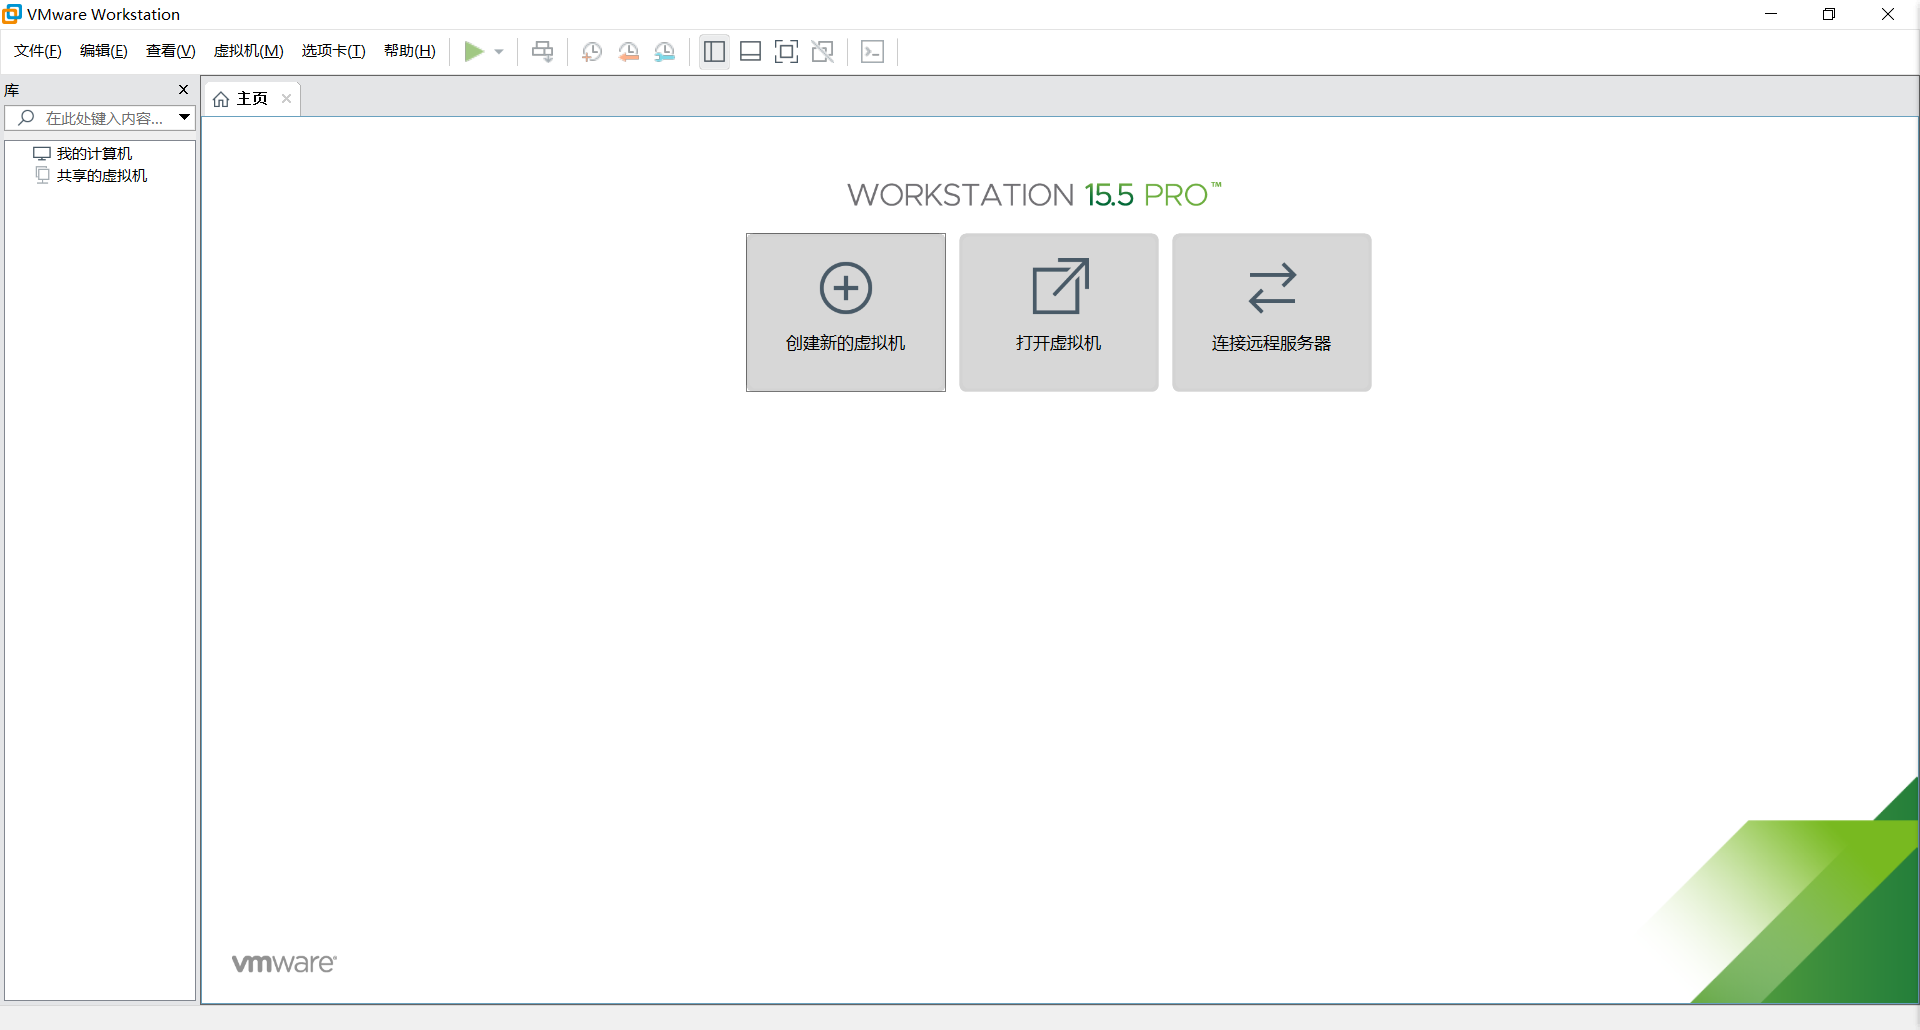 VMware Workstation
文件(F) 编辑(E) 查看(V) 虚拟机(M) 选项卡(T) 帮助(H)
库
在此处键入内容...
我的计算机
共享的虚拟机
主页
WORKSTATION 15.5 PRO™
创建新的虚拟机 打开虚拟机 连接远程服务器
vmware